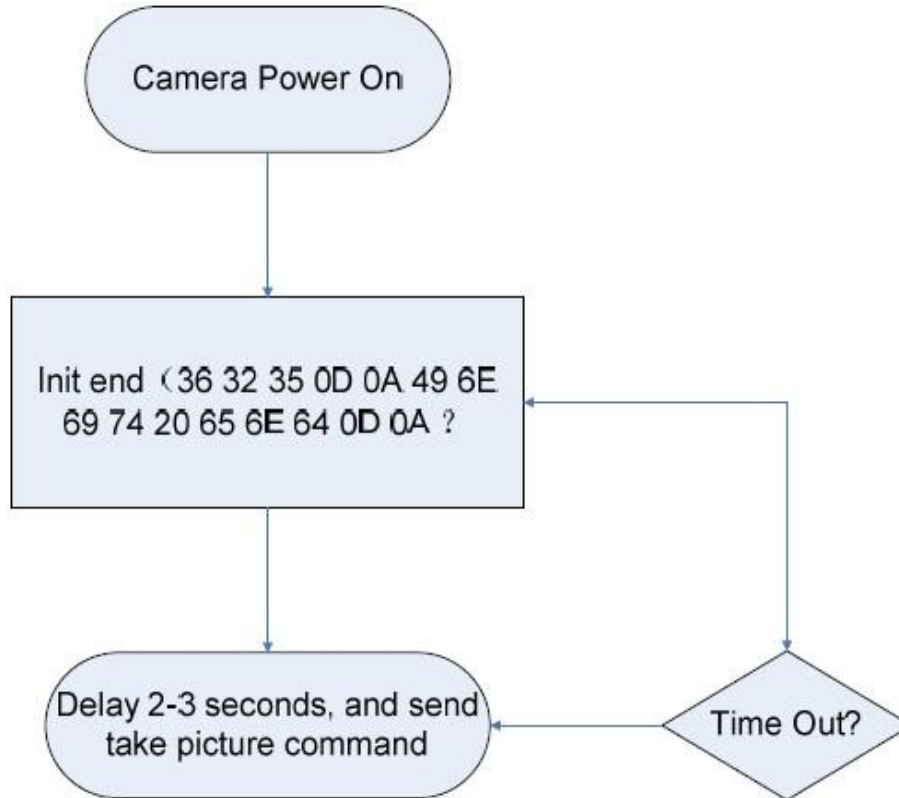 Camera Power On
Init end（36 32 35 0D 0A 49 6E
69 74 20 65 6E 64 0D 0A ?
Delay 2-3 seconds, and send
take picture command
Time Out?